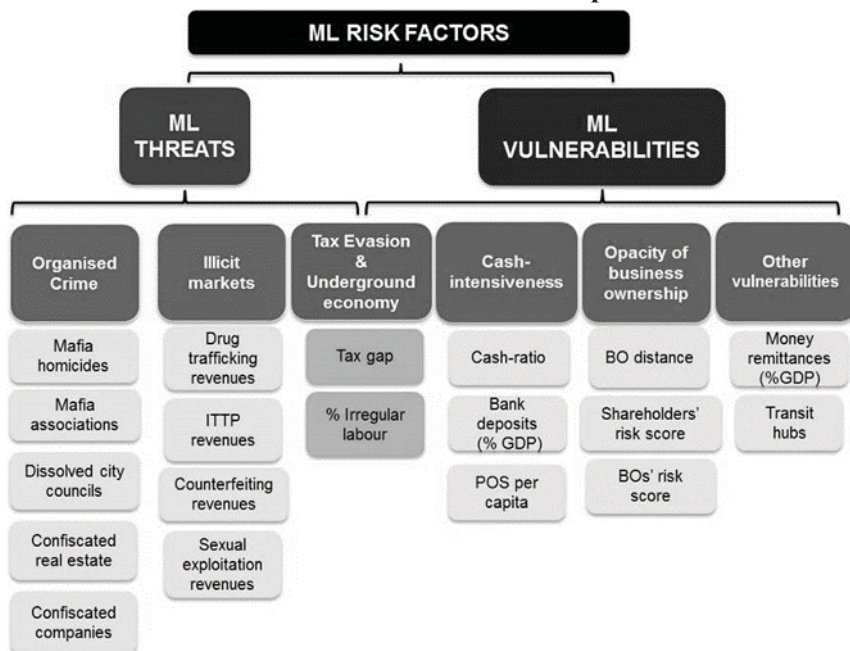 ML RISK FACTORS
ML
THREATS
ML
VULNERABILITIES
Organised
Crime
Illicit
markets
Tax Evasion
&
Underground
economy
Cash-
intensiveness
Opacity of
business
ownership
Other
vulnerabilities
Mafia
homicides
Mafia
associations
Dissolved city
councils
Confiscated
real estate
Confiscated
companies
Drug
trafficking
revenues
ITTP
revenues
Counterfeiting
revenues
Sexual
exploitation
revenues
Tax gap
% Irregular
labour
Cash-ratio
Bank
deposits
(% GDP)
POS per
capita
BO distance
Shareholders'
risk score
BOs' risk
score
Money
remittances
(%GDP)
Transit
hubs